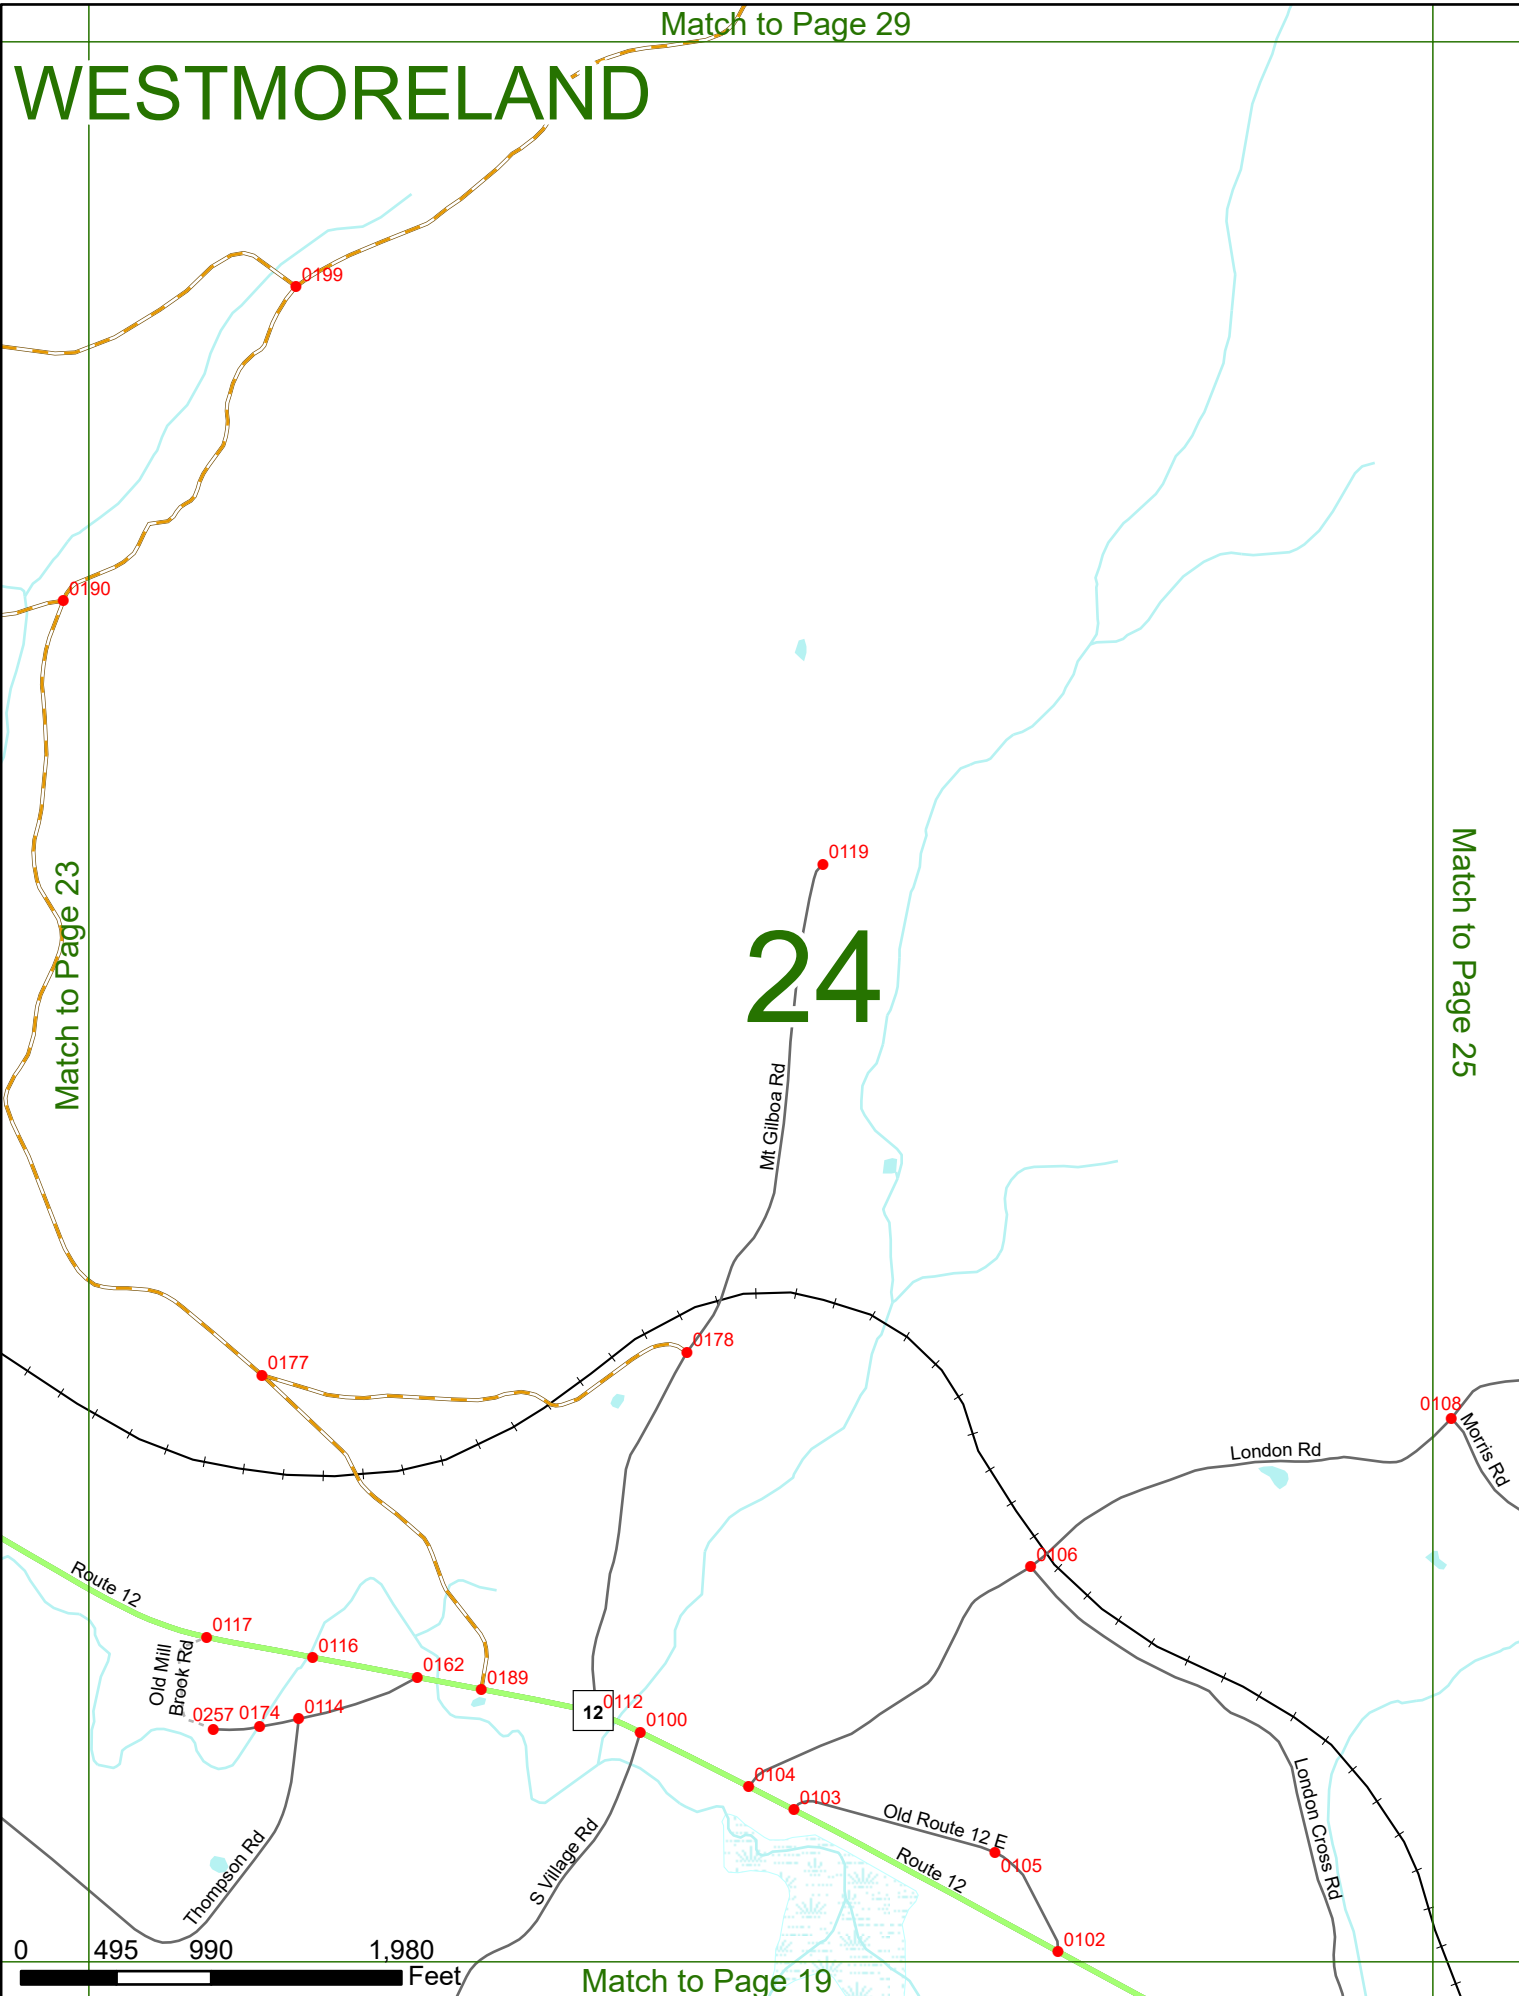 Match to Page 29
WESTMORELAND
0199
0190
0119
24
Match to Page 23
Match to Page 25
Mt Gilboa Rd
0178
0177
0108
Morris Rd
London Rd
0106
Route 12
0117
0116
0162
0189
Old Mill
Brook Rd
0257
0174
0114
12
0112
0100
0104
0103
Old Route 12 E
0105
Route 12
London Cross Rd
Thompson Rd
S Village Rd
0102
0 495 990 1,980
Feet
Match to Page 19